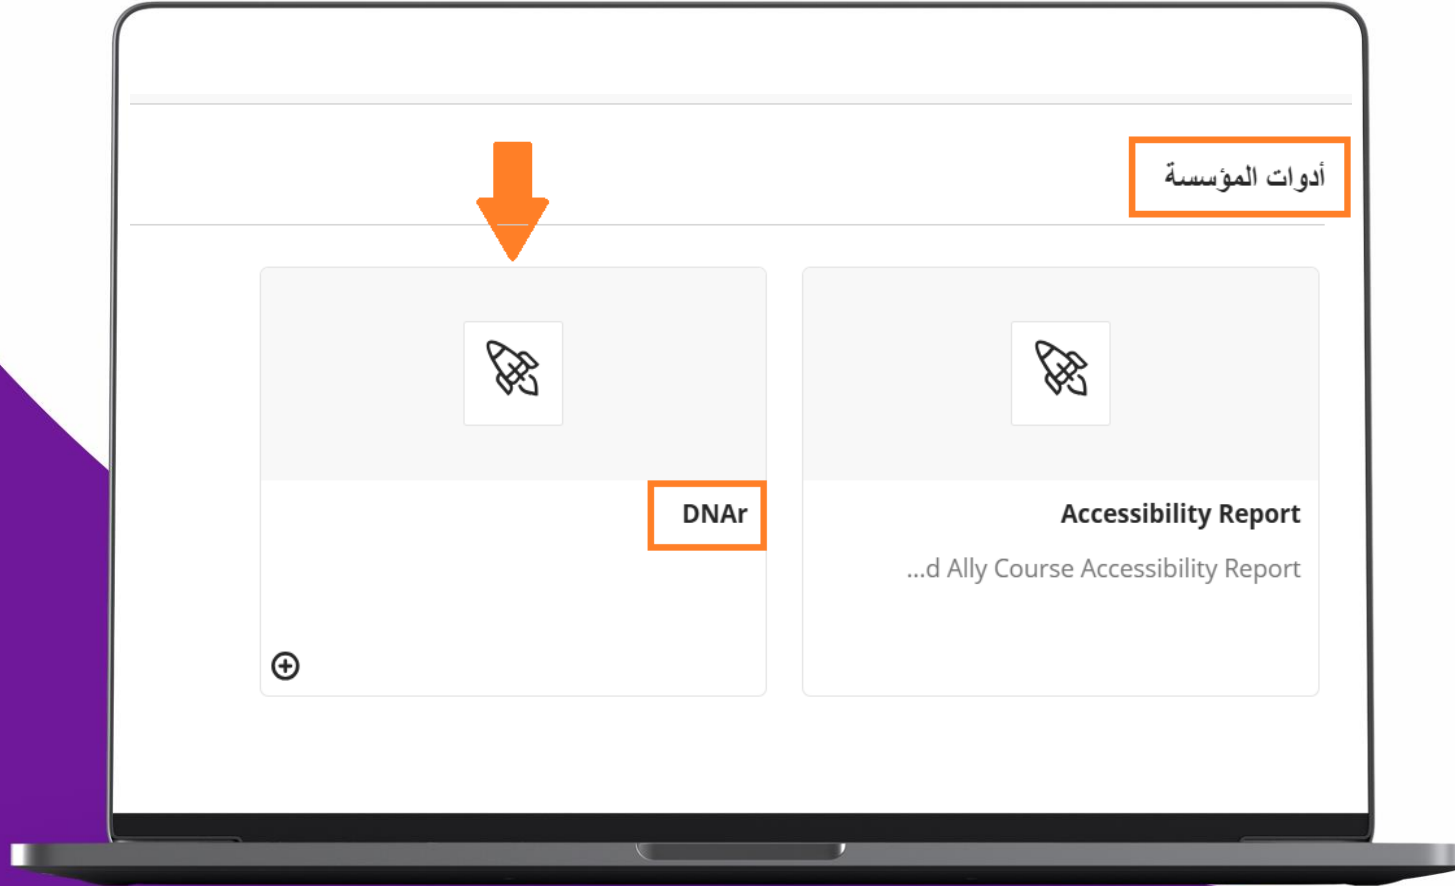 أدوات المؤسسة
Accessibility Report
...d Ally Course Accessibility Report
DNAr